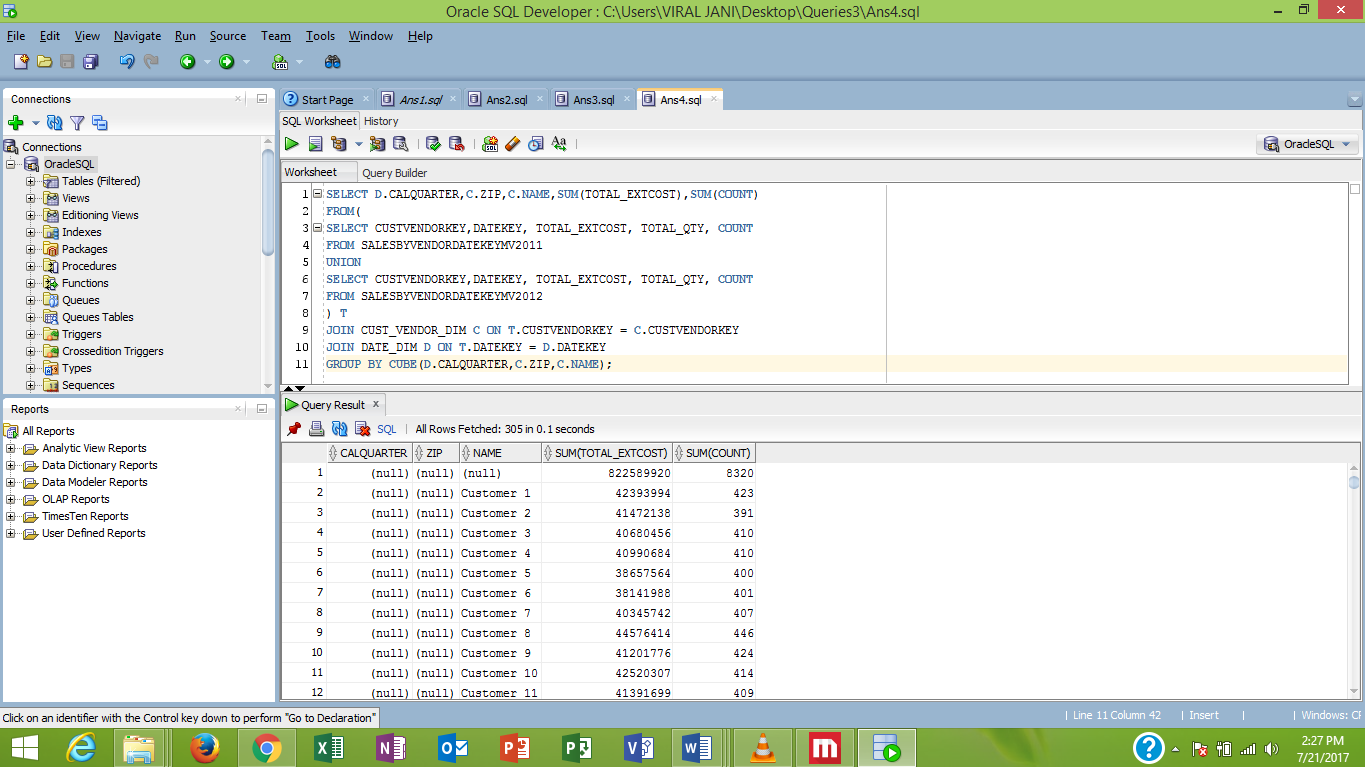 Oracle SQL Developer : C:\Users\VIRAL JANI\Desktop\Queries3\Ans4.sql
File Edit View Navigate Run Source Team Tools Window Help
Connections
Connections
OracleSQL
Tables (Filtered)
Views
Editioning Views
Indexes
Packages
Procedures
Functions
Queues
Queues Tables
Triggers
Crossedition Triggers
Types
Sequences
Reports
All Reports
Analytic View Reports
Data Dictionary Reports
Data Modeler Reports
OLAP Reports
TimesTen Reports
User Defined Reports
Start Page Ans1.sql Ans2.sql Ans3.sql Ans4.sql
SQL Worksheet History
OracleSQL
Worksheet Query Builder
1 SELECT D.CALQUARTER,C.ZIP,C.NAME,SUM(TOTAL_EXTCOST),SUM(COUNT)
2 FROM(
3 SELECT CUSTVENDORKEY,DATEKEY, TOTAL_EXTCOST, TOTAL_QTY, COUNT
4 FROM SALESBYVENDORDATEKEYMV2011
5 UNION
6 SELECT CUSTVENDORKEY,DATEKEY, TOTAL_EXTCOST, TOTAL_QTY, COUNT
7 FROM SALESBYVENDORDATEKEYMV2012
8 ) T
9 JOIN CUST_VENDOR_DIM C ON T.CUSTVENDORKEY = C.CUSTVENDORKEY
10 JOIN DATE_DIM D ON T.DATEKEY = D.DATEKEY
11 GROUP BY CUBE(D.CALQUARTER,C.ZIP,C.NAME);
Query Result
SQL | All Rows Fetched: 305 in 0.1 seconds
CALQUARTER ZIP NAME SUM(TOTAL_EXTCOST) SUM(COUNT)
1 (null) (null) (null) 822589920 8320
2 (null) (null) Customer 1 42393994 423
3 (null) (null) Customer 2 41472138 391
4 (null) (null) Customer 3 40680456 410
5 (null) (null) Customer 4 40990684 410
6 (null) (null) Customer 5 38657564 400
7 (null) (null) Customer 6 38141988 401
8 (null) (null) Customer 7 40345742 407
9 (null) (null) Customer 8 44576414 446
10 (null) (null) Customer 9 41201776 424
11 (null) (null) Customer 10 42520307 414
12 (null) (null) Customer 11 41391699 409
Click on an identifier with the Control key down to perform "Go to Declaration"
| Line 11 Column 42 | Insert | | Windows:
2:27 PM
7/21/2017